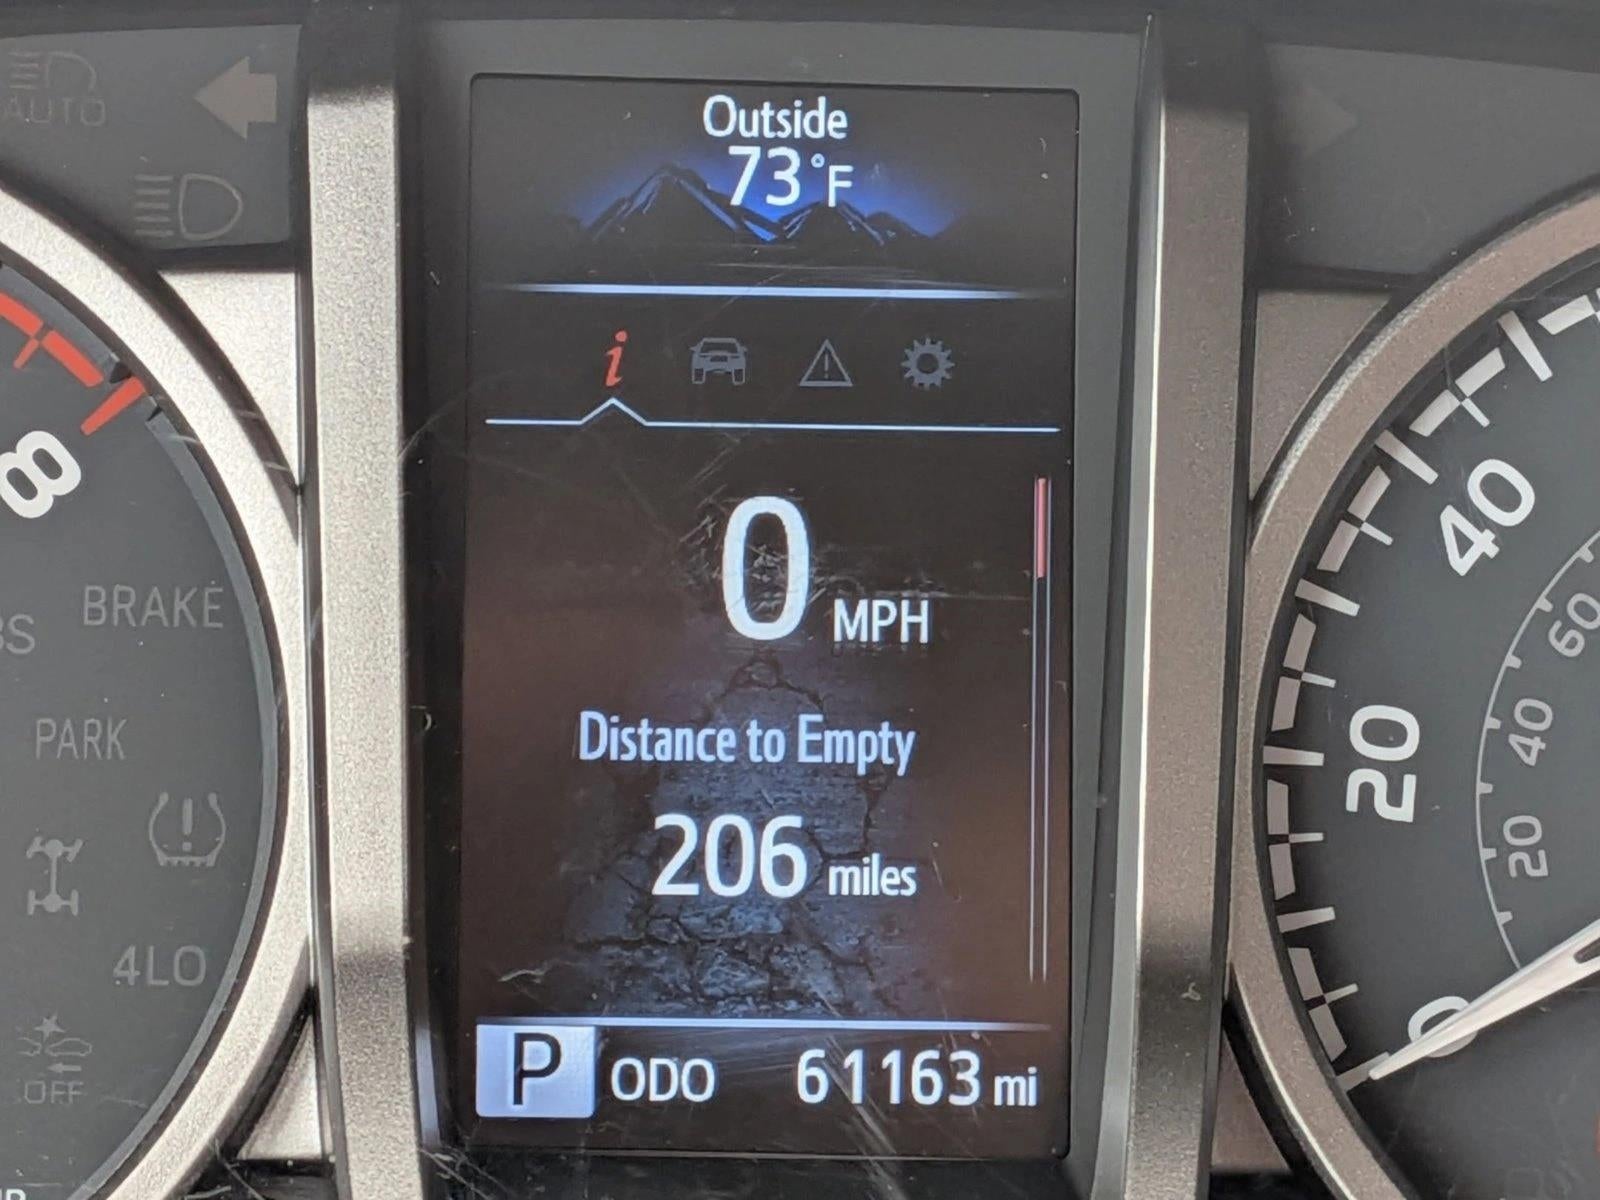 AUTO
Outside
73°F
i
0 MPH
Distance to Empty
206 miles
P ODO 61163 mi
8
BRAKE
PARK
4LO
OFF
40
20
0
60
40
20